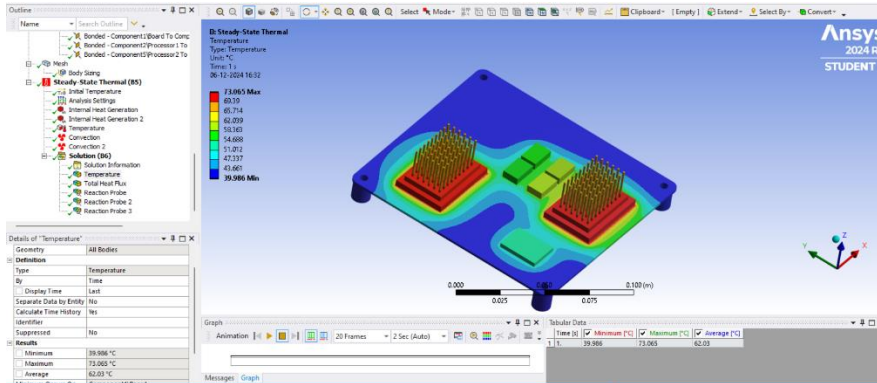 Outline
Name
Search Outline
Bonded - Component1\Board To Comp
Bonded - Component2\Processor1 To
Bonded - Component5\Processor2 To
Mesh
Body Sizing
Steady-State Thermal (B5)
Initial Temperature
Analysis Settings
Internal Heat Generation
Internal Heat Generation 2
Temperature
Convection
Convection 2
Solution (B6)
Solution Information
Temperature
Total Heat Flux
Reaction Probe
Reaction Probe 2
Reaction Probe 3
Details of "Temperature"
Geometry All Bodies
Definition
Type Temperature
By Time
Display Time Last
Separate Data by Entity No
Calculate Time History Yes
Identifier
Suppressed No
Results
Minimum 39.986 °C
Maximum 73.065 °C
Average 62.03 °C
Select Mode Clipboard [ Empty ] Extend Select By Convert
B: Steady-State Thermal
Temperature
Type: Temperature
Unit: °C
Time: 1 s
06-12-2024 16:32
73.065 Max
69.39
65.714
62.039
58.363
54.688
51.012
47.337
43.661
39.986 Min
Ansys
2024 R
STUDENT
Z
Y
X
0.000 0.050 0.100 (m)
0.025 0.075
Graph
Animation 20 Frames 2 Sec (Auto)
Messages Graph
Tabular Data
Time [s] Minimum [°C] Maximum [°C] Average [°C]
1 1. 39.986 73.065 62.03